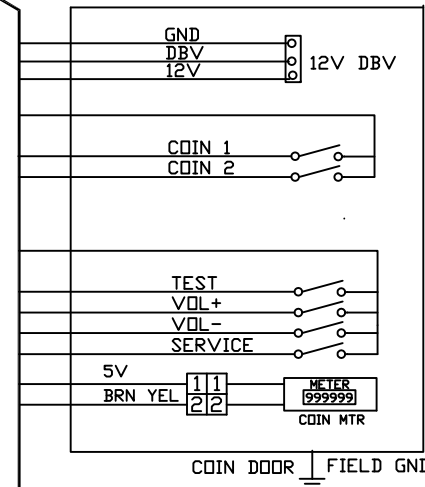 GND
DBV
12V
12V DBV
COIN 1
COIN 2
TEST
VOL+
VOL-
SERVICE
5V
BRN YEL
1 1
2 2
METER
999999
COIN MTR
COIN DOOR
FIELD GN